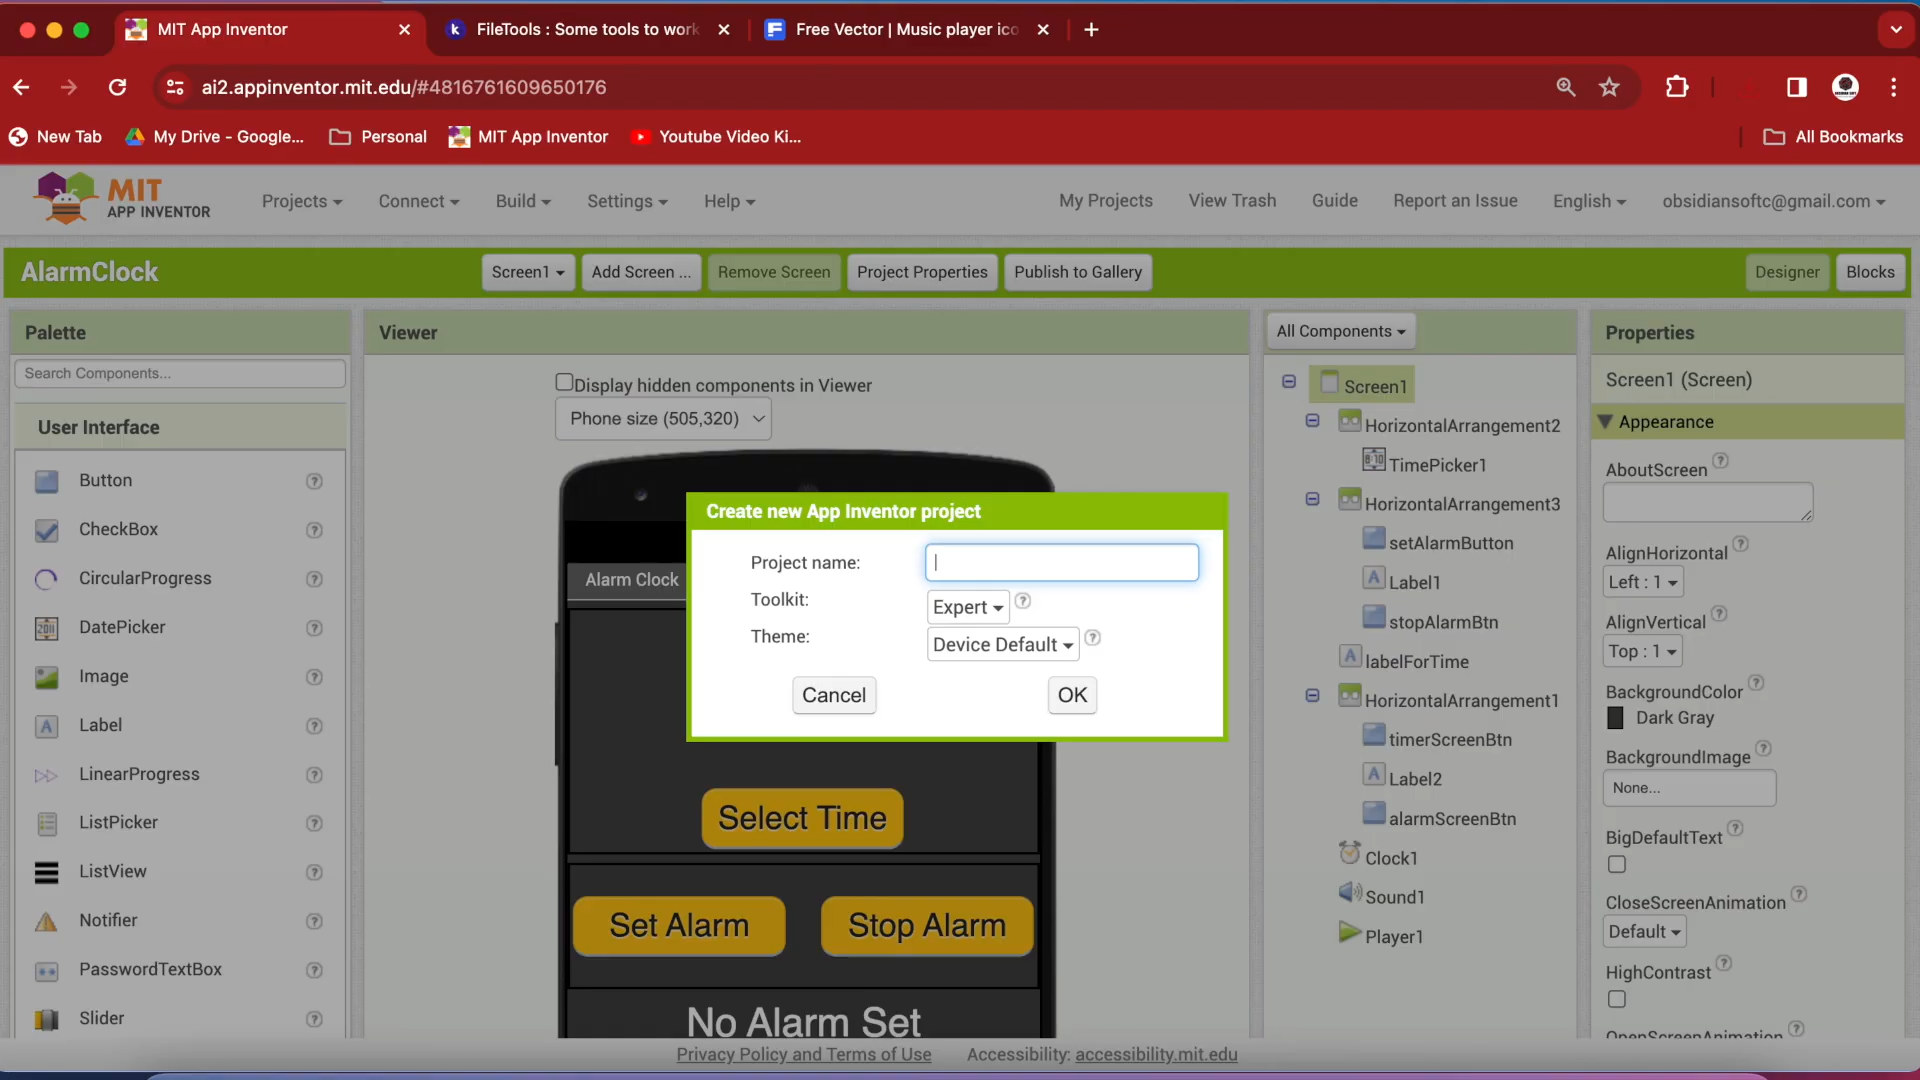 MIT App Inventor
FileTools : Some tools to work
Free Vector | Music player ico
ai2.appinventor.mit.edu/#4816761609650176
New Tab
My Drive - Google...
Personal
MIT App Inventor
Youtube Video Ki...
All Bookmarks
MIT
APP INVENTOR
Projects
Connect
Build
Settings
Help
My Projects
View Trash
Guide
Report an Issue
English
obsidiansoftc@gmail.com
AlarmClock
Screen1
Add Screen ...
Remove Screen
Project Properties
Publish to Gallery
Designer
Blocks
Palette
Search Components...
User Interface
Button
CheckBox
CircularProgress
DatePicker
Image
Label
LinearProgress
ListPicker
ListView
Notifier
PasswordTextBox
Slider
Viewer
Display hidden components in Viewer
Phone size (505,320)
Alarm Clock
Create new App Inventor project
Project name:
Toolkit:
Expert
Theme:
Device Default
Cancel
OK
Select Time
Set Alarm
Stop Alarm
No Alarm Set
All Components
Screen1
HorizontalArrangement2
TimePicker1
HorizontalArrangement3
setAlarmButton
Label1
stopAlarmBtn
labelForTime
HorizontalArrangement1
timerScreenBtn
Label2
alarmScreenBtn
Clock1
Sound1
Player1
Properties
Screen1 (Screen)
Appearance
AboutScreen
AlignHorizontal
Left : 1
AlignVertical
Top : 1
BackgroundColor
Dark Gray
BackgroundImage
None...
BigDefaultText
CloseScreenAnimation
Default
HighContrast
OpenScreenAnimation
Privacy Policy and Terms of Use
Accessibility: accessibility.mit.edu